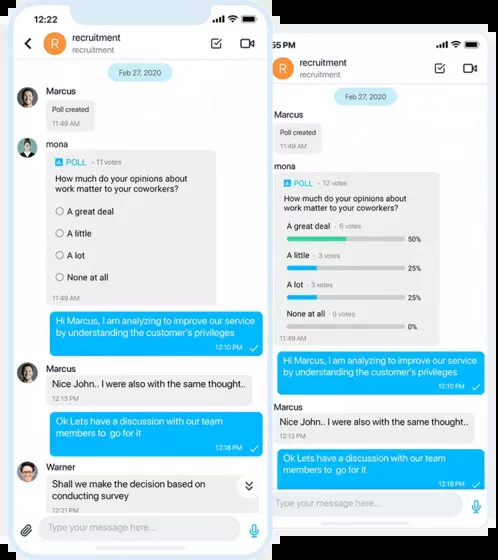 12:22
R
recruitment
recruitment
Feb 27, 2020
Marcus
Poll created
11:49 AM
mona
POLL - 11 votes
How much do your opinions about
work matter to your coworkers?
A great deal
A little
A lot
None at all
11:49 AM
Hi Marcus, I am analyzing to improve our service
by understanding the customer's privileges
12:10 PM
Marcus
Nice John.. I were also with the same thought..
12:13 PM
Ok Lets have a discussion with our team
members to go for it
12:18 PM
Warner
Shall we make the decision based on
conducting survey
12:21 PM
Type your message here...
:55 PM
R
recruitment
recruitment
Feb 27, 2020
Marcus
Poll created
11:49 AM
mona
POLL - 12 votes
How much do your opinions about
work matter to your coworkers?
A great deal - 6 votes
50%
A little - 3 votes
25%
A lot - 3 votes
25%
None at all - 0 votes
0%
11:49 AM
Hi Marcus, I am analyzing to improve our service
by understanding the customer's privileges
12:10 PM
Marcus
Nice John.. I were also with the same thought..
12:13 PM
Ok Lets have a discussion with our team
members to go for it
12:18 PM
Type your message here...